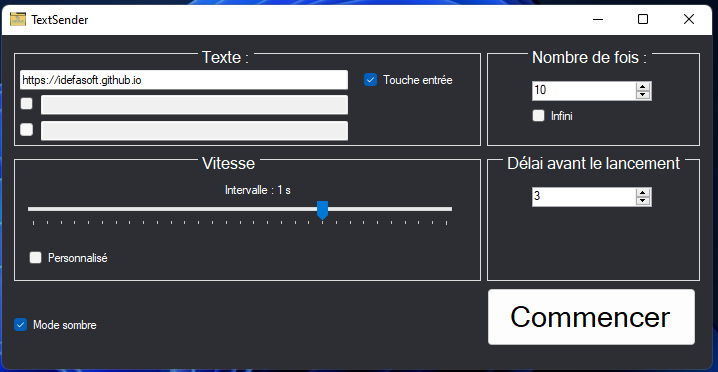 TextSender
Texte :
https://idefasoft.github.io
Touche entrée
Nombre de fois :
10
Infini
Vitesse
Intervalle : 1 s
Personnalisé
Délai avant le lancement
3
Mode sombre
Commencer